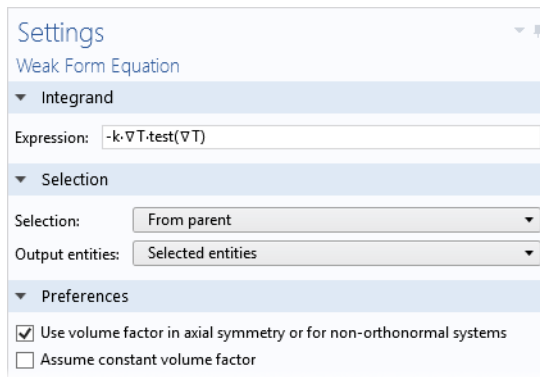 Settings
Weak Form Equation
Integrand
Expression: -k·∇T·test(∇T)
Selection
Selection: From parent
Output entities: Selected entities
Preferences
Use volume factor in axial symmetry or for non-orthonormal systems
Assume constant volume factor